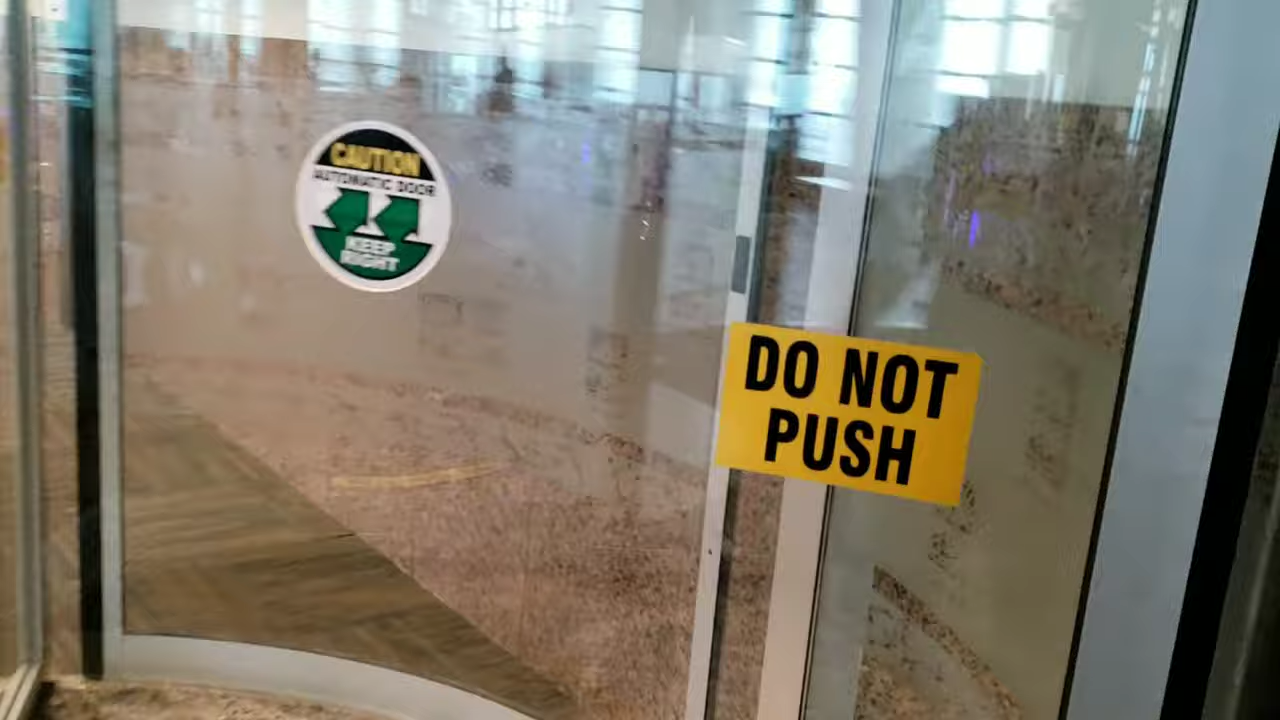 CAUTION
AUTOMATIC DOOR
KEEP
RIGHT
DO NOT
PUSH